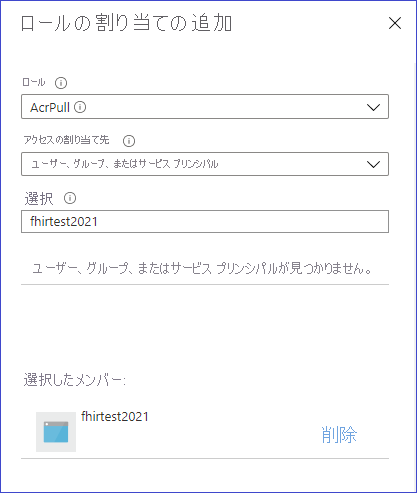 ロールの割り当ての追加
ロール
AcrPull
アクセスの割り当て先
ユーザー、グループ、またはサービス プリンシパル
選択
fhirtest2021
ユーザー、グループ、またはサービス プリンシパルが見つかりません。
選択したメンバー:
fhirtest2021
削除